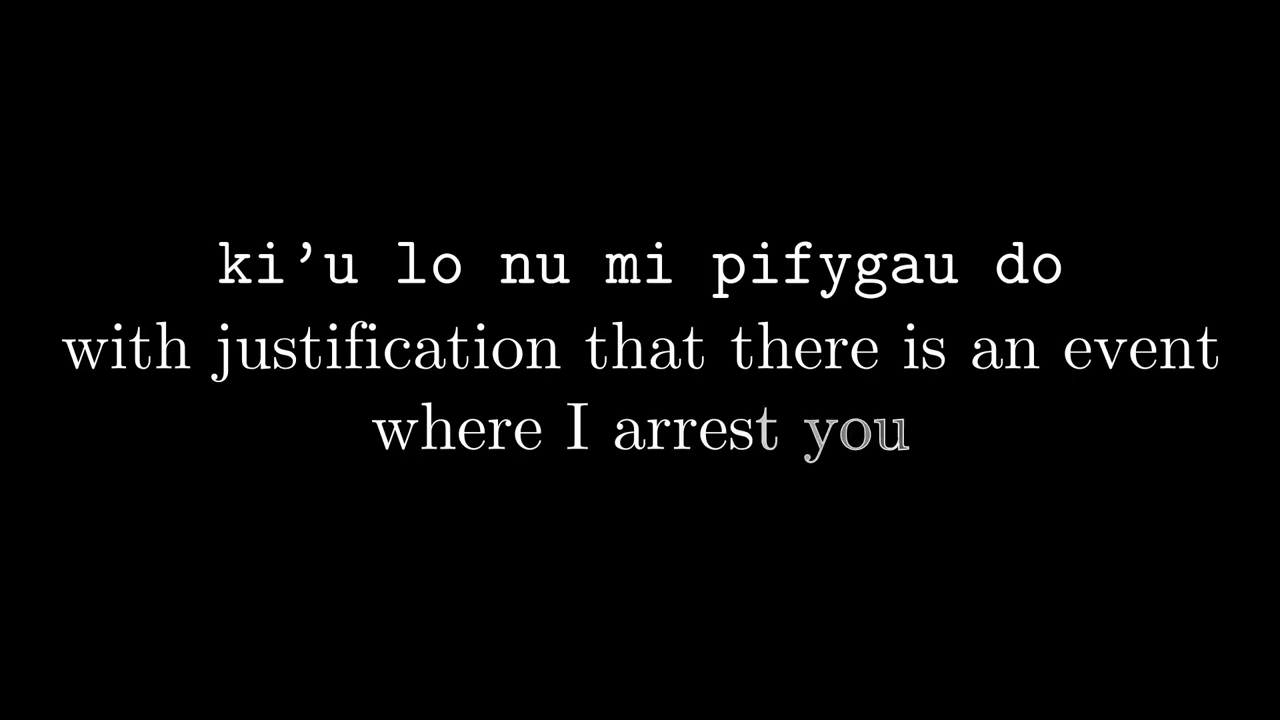 ki’u lo nu mi pifygau do
with justification that there is an event
where I arrest you